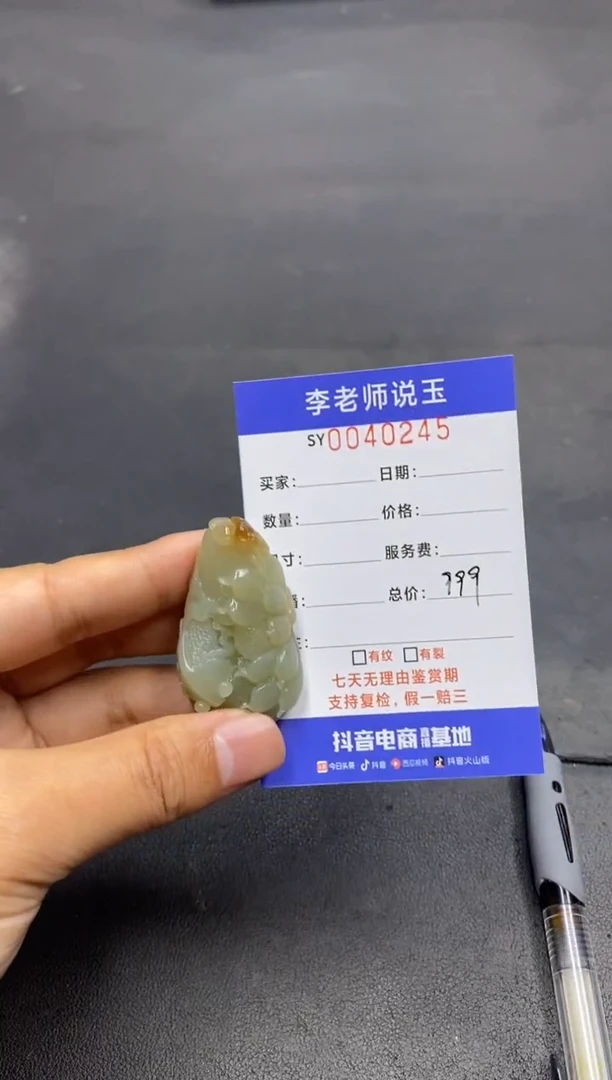 李老师说玉
SY0040245
买家: 日期:
数量: 价格:
寸: 服务费:
总价: 799
有纹 有裂
七天无理由鉴赏期
支持复检,假一赔三
抖音电商直播基地
今日头条 抖音 西瓜视频 抖音火山版